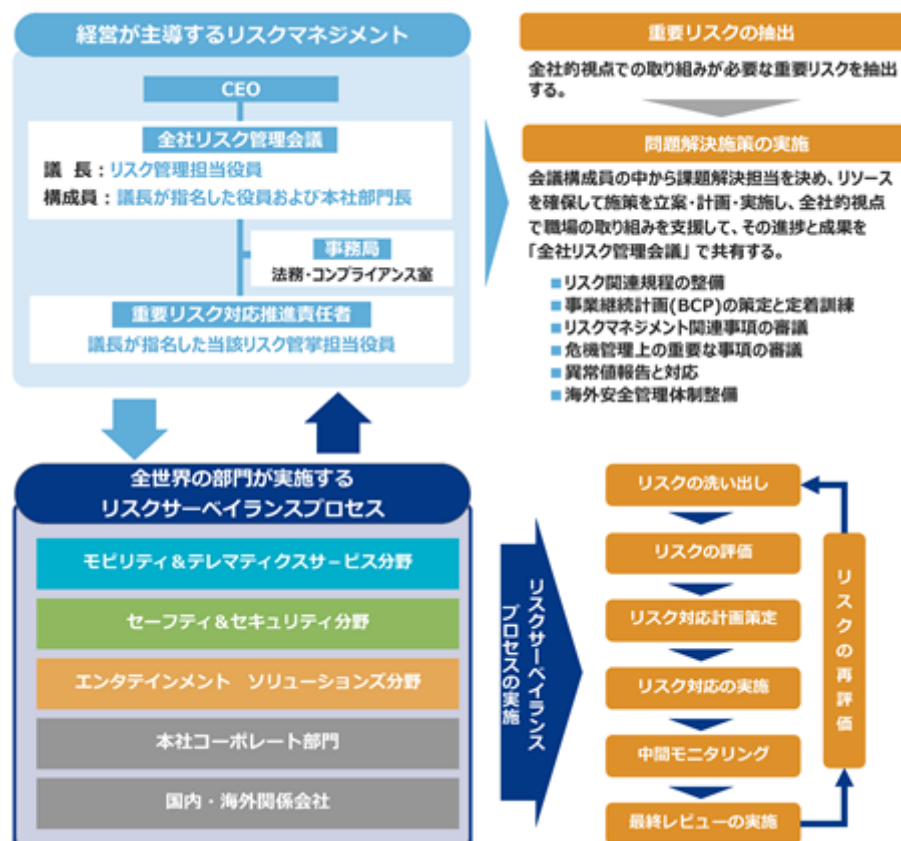 経営が主導するリスクマネジメント
CEO
全社リスク管理会議
議 長：リスク管理担当役員
構成員：議長が指名した役員および本社部門長
事務局
法務・コンプライアンス室
重要リスク対応推進責任者
議長が指名した当該リスク管掌担当役員
重要リスクの抽出
全社的視点での取り組みが必要な重要リスクを抽出
する。
問題解決施策の実施
会議構成員の中から課題解決担当を決め、リソース
を確保して施策を立案・計画・実施し、全社的視点
で職場の取り組みを支援して、その進捗と成果を
「全社リスク管理会議」で共有する。
■リスク関連規程の整備
■事業継続計画(BCP)の策定と定着訓練
■リスクマネジメント関連事項の審議
■危機管理上の重要な事項の審議
■異常値報告と対応
■海外安全管理体制整備
全世界の部門が実施する
リスクサーベイランスプロセス
モビリティ＆テレマティクスサービス分野
セーフティ＆セキュリティ分野
エンタテインメント ソリューションズ分野
本社コーポレート部門
国内・海外関係会社
リスクサーベイランス
プロセスの実施
リスクの洗い出し
リスクの評価
リスク対応計画策定
リスク対応の実施
中間モニタリング
最終レビューの実施
リスクの再評価